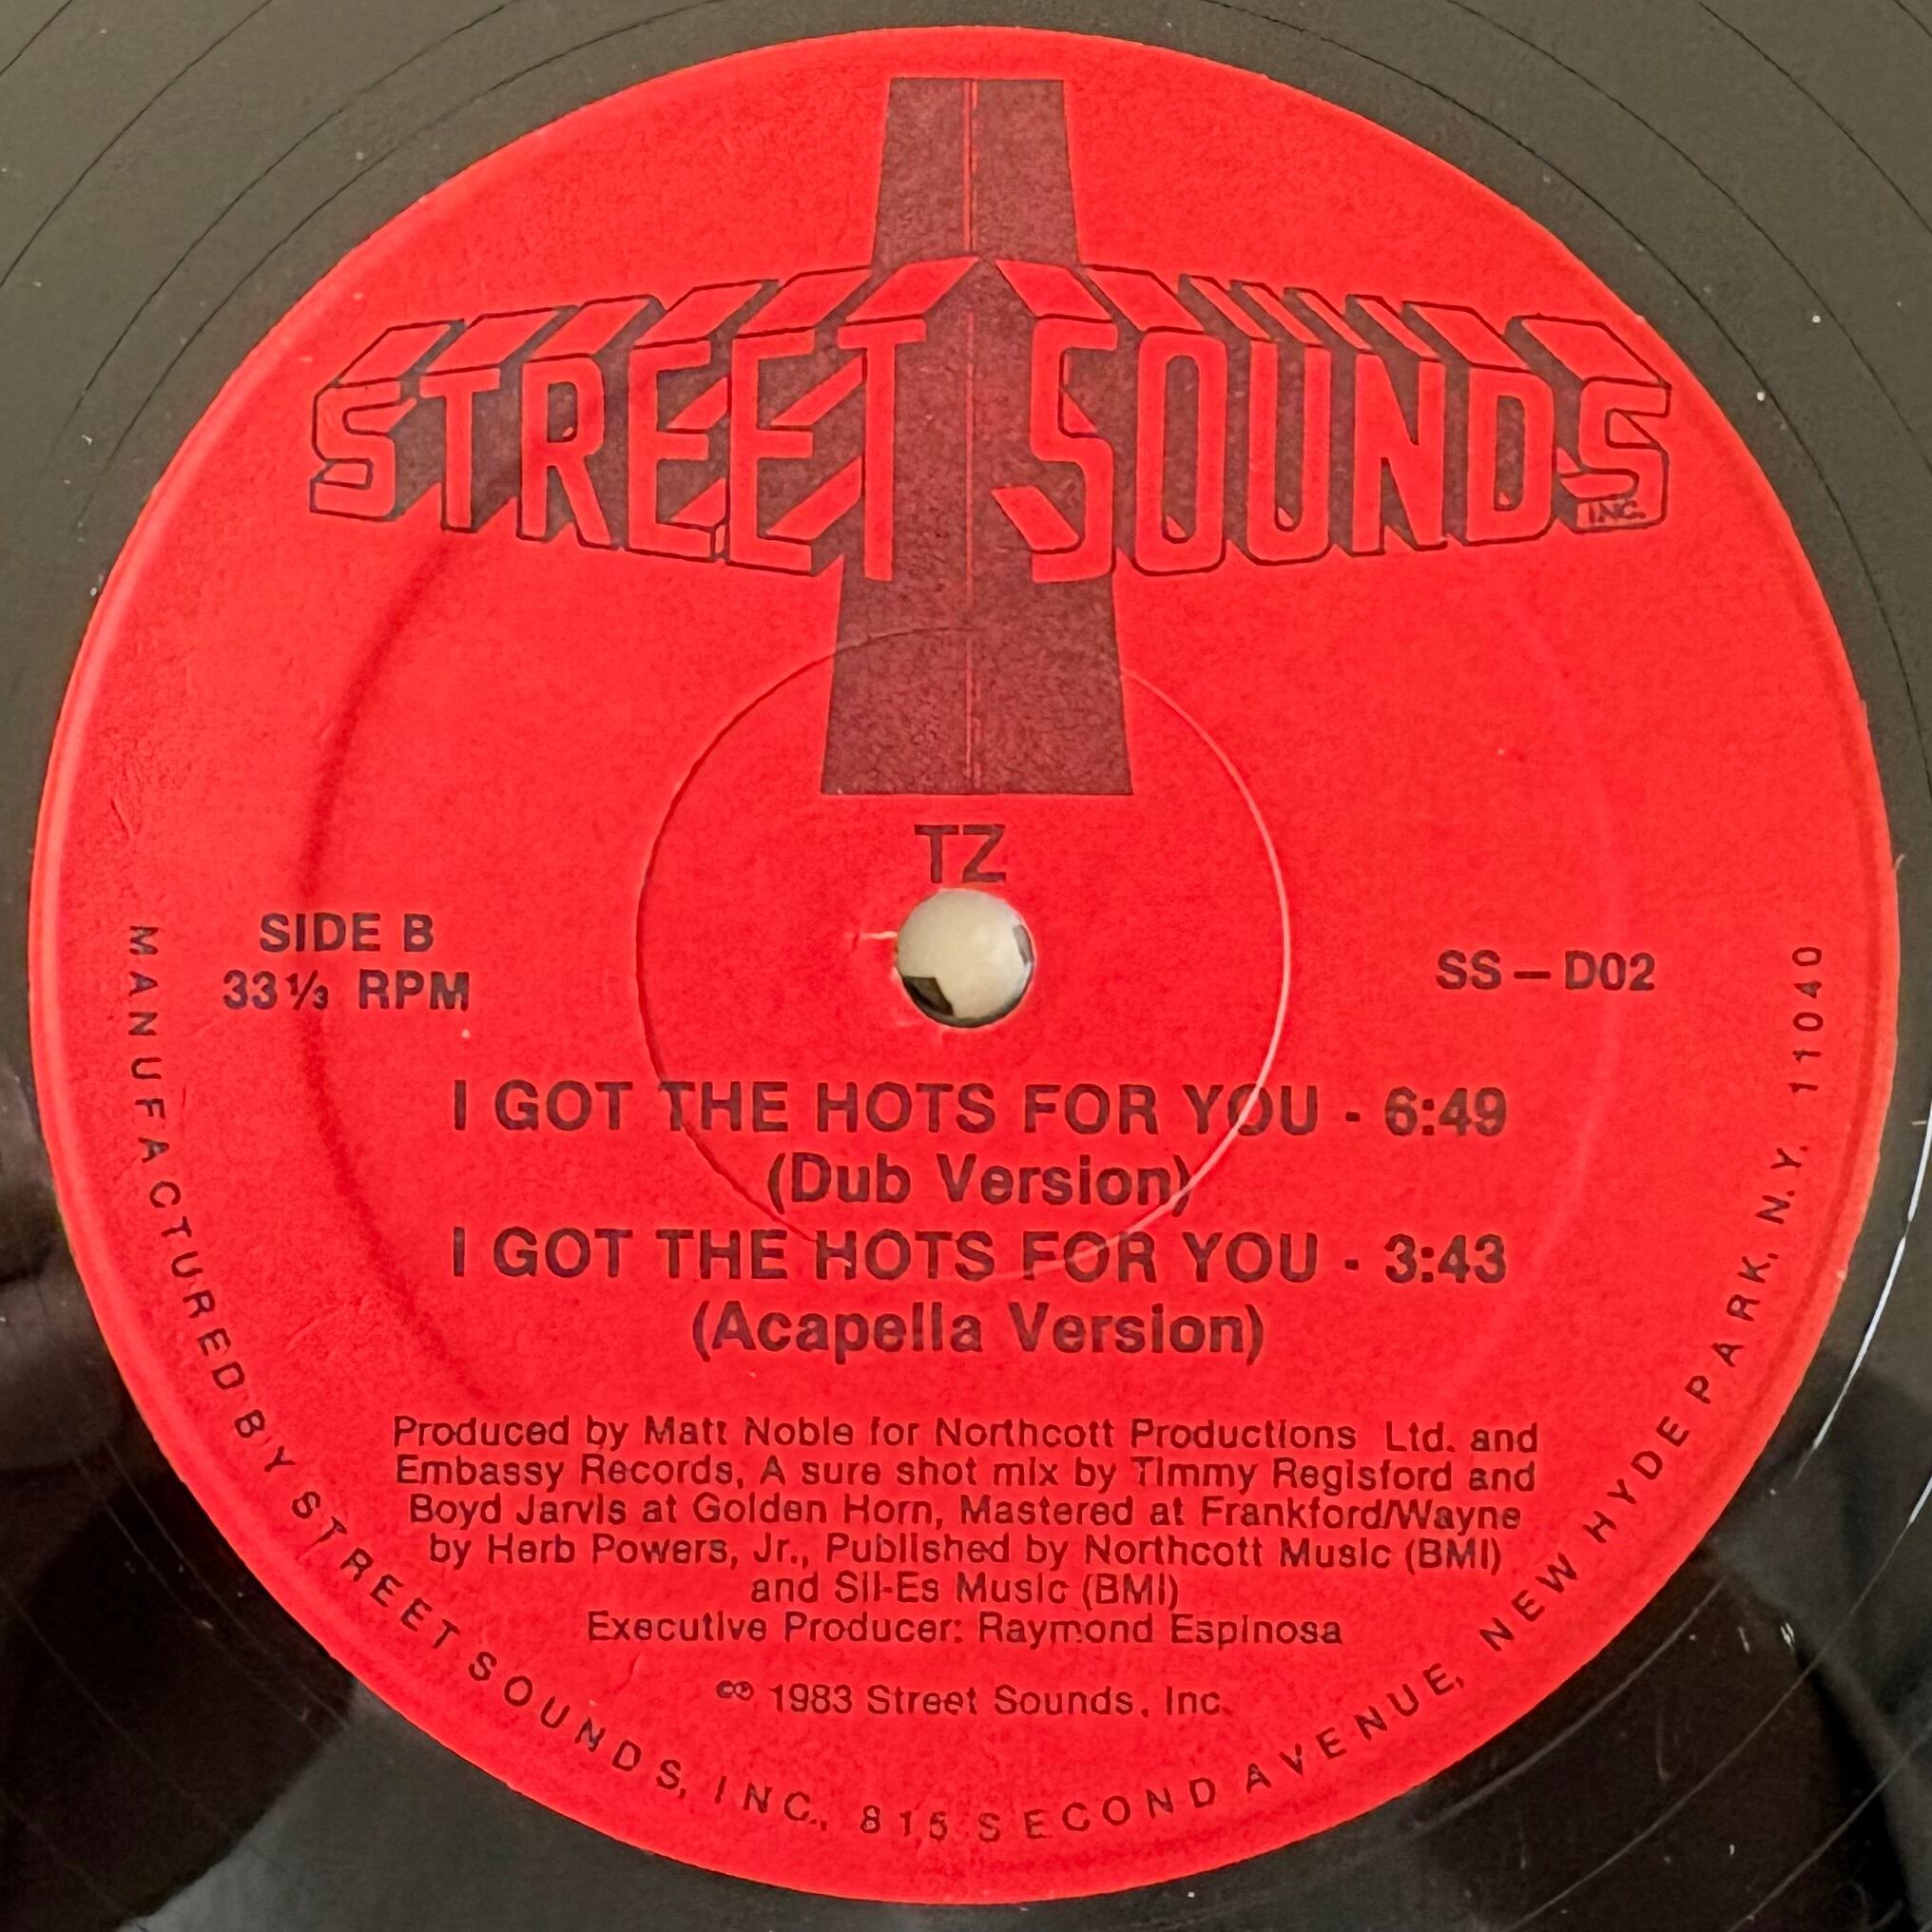 STREET SOUNDS
INC.
TZ
SIDE B
33 1/3 RPM
SS – D02
I GOT THE HOTS FOR YOU - 6:49
(Dub Version)
I GOT THE HOTS FOR YOU - 3:43
(Acapella Version)
Produced by Matt Noble for Northcott Productions Ltd. and
Embassy Records, A sure shot mix by Timmy Regisford and
Boyd Jarvis at Golden Horn, Mastered at Frankford/Wayne
by Herb Powers, Jr., Published by Northcott Music (BMI)
and Sil-Es Music (BMI)
Executive Producer: Raymond Espinosa
©℗ 1983 Street Sounds, Inc.
MANUFACTURED BY STREET SOUNDS, INC., 815 SECOND AVENUE, NEW HYDE PARK, N.Y. 11040